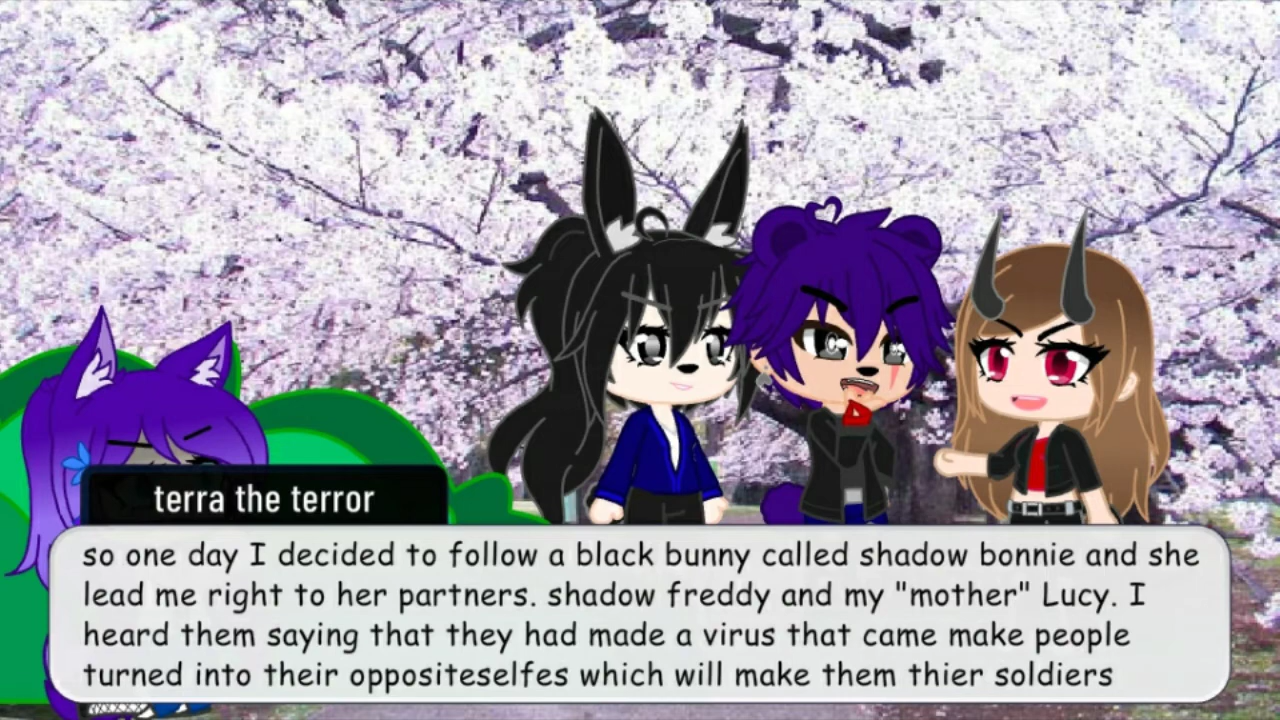 terra the terror
so one day I decided to follow a black bunny called shadow bonnie and she
lead me right to her partners. shadow freddy and my "mother" Lucy. I
heard them saying that they had made a virus that came make people
turned into their oppositeselfes which will make them thier soldiers